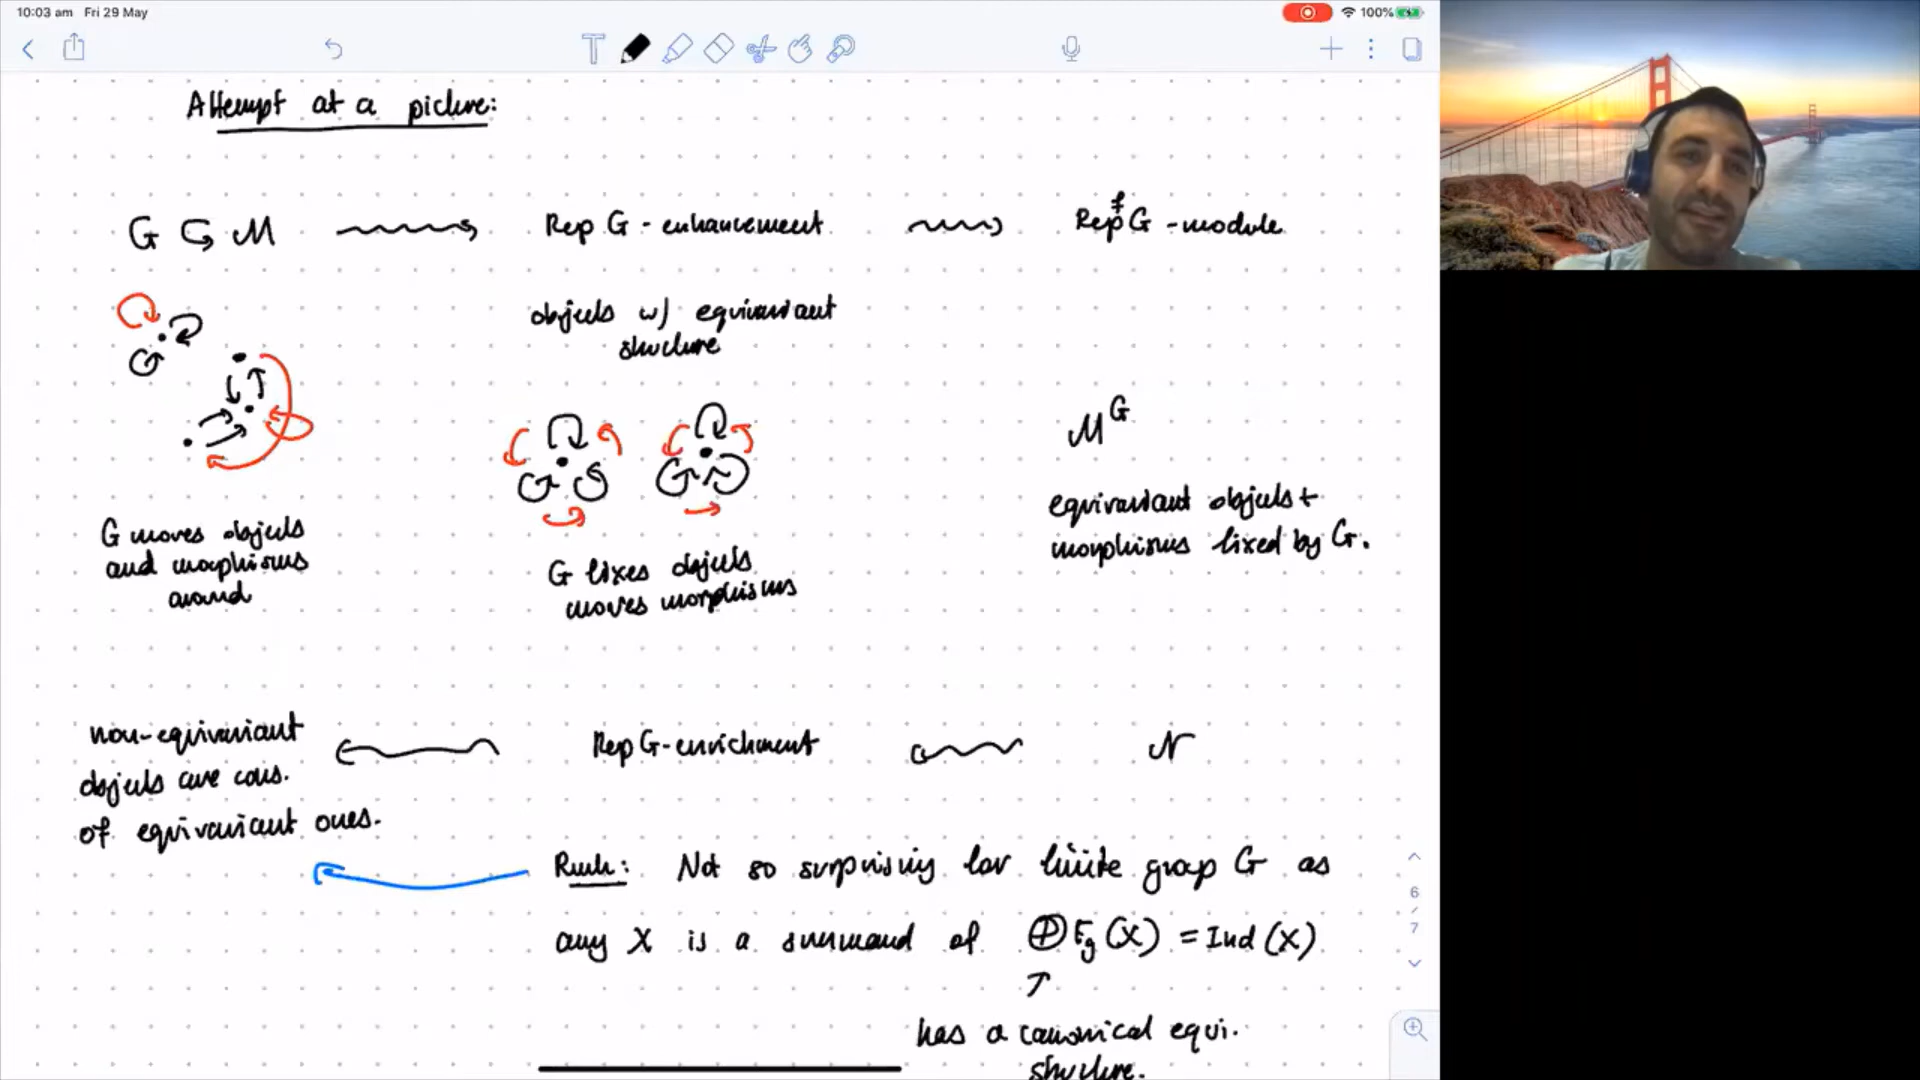 10:03 am Fri 29 May
100%
Attempt at a picture:
G ⊂ M
Rep G - enhancement
Rep^f G - module
objects w/ equivariant
structure
M^G
equivariant objects +
morphisms fixed by G.
G moves objects
and morphisms
around
G fixes objects
moves morphisms
non-equivariant
objects are cons.
of equivariant ones.
Rep G-enrichment
N
Rmk: Not so surprising for finite group G as
any X is a summand of ⊕ F_g(X) = Ind(X)
has a canonical equi.
structure.
6
/
7